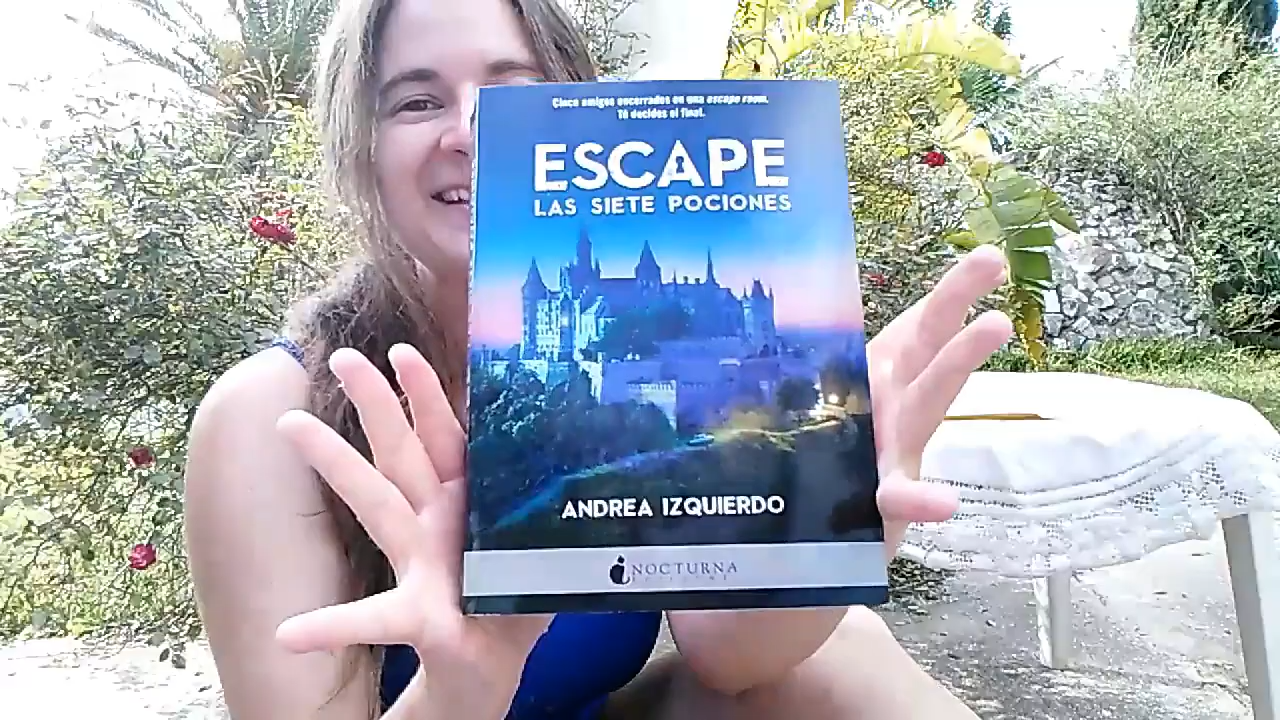 Cinco amigos encerrados en una escape room.
Tú decides el final.
ESCAPE
LAS SIETE POCIONES
ANDREA IZQUIERDO
NOCTURNA